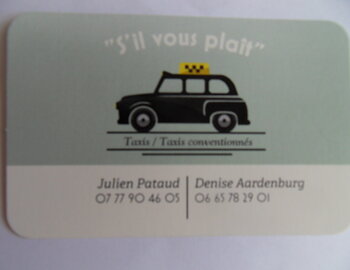 "S'il vous plaît"
Taxis / Taxis conventionnés
Julien Pataud | Denise Aardenburg
07 77 90 46 05 | 06 65 78 29 01